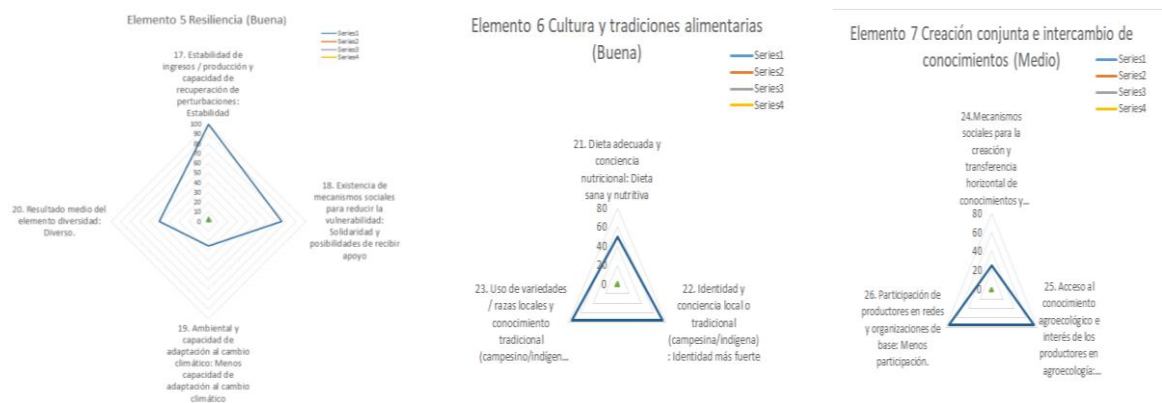 Elemento 5 Resiliencia (Buena)
Series1
Series2
Series3
Series4
17. Estabilidad de
ingresos / producción y
capacidad de
recuperación de
perturbaciones:
Estabilidad
100
90
80
70
60
50
40
30
20
10
0
18. Existencia de
mecanismos sociales
para reducir la
vulnerabilidad:
Solidaridad y
posibilidades de recibir
apoyo
20. Resultado medio del
elemento diversidad:
Diverso.
19. Ambiental y
capacidad de
adaptación al cambio
climático: Menos
capacidad de
adaptación al cambio
climático
Elemento 6 Cultura y tradiciones alimentarias
(Buena)
Series1
Series2
Series3
Series4
21. Dieta adecuada y
conciencia
nutricional: Dieta
sana y nutritiva
80
60
40
20
0
23. Uso de variedades
/ razas locales y
conocimiento
tradicional
(campesino/indígen...
22. Identidad y
conciencia local o
tradicional
(campesina/indígena)
: Identidad más fuerte
Elemento 7 Creación conjunta e intercambio de
conocimientos (Medio)
Series1
Series2
Series3
Series4
24.Mecanismos
sociales para la
creación y
transferencia
horizontal de
conocimientos y...
80
60
40
20
0
26. Participación de
productores en redes
y organizaciones de
base: Menos
participación.
25. Acceso al
conocimiento
agroecológico e
interés de los
productores en
agroecología:...